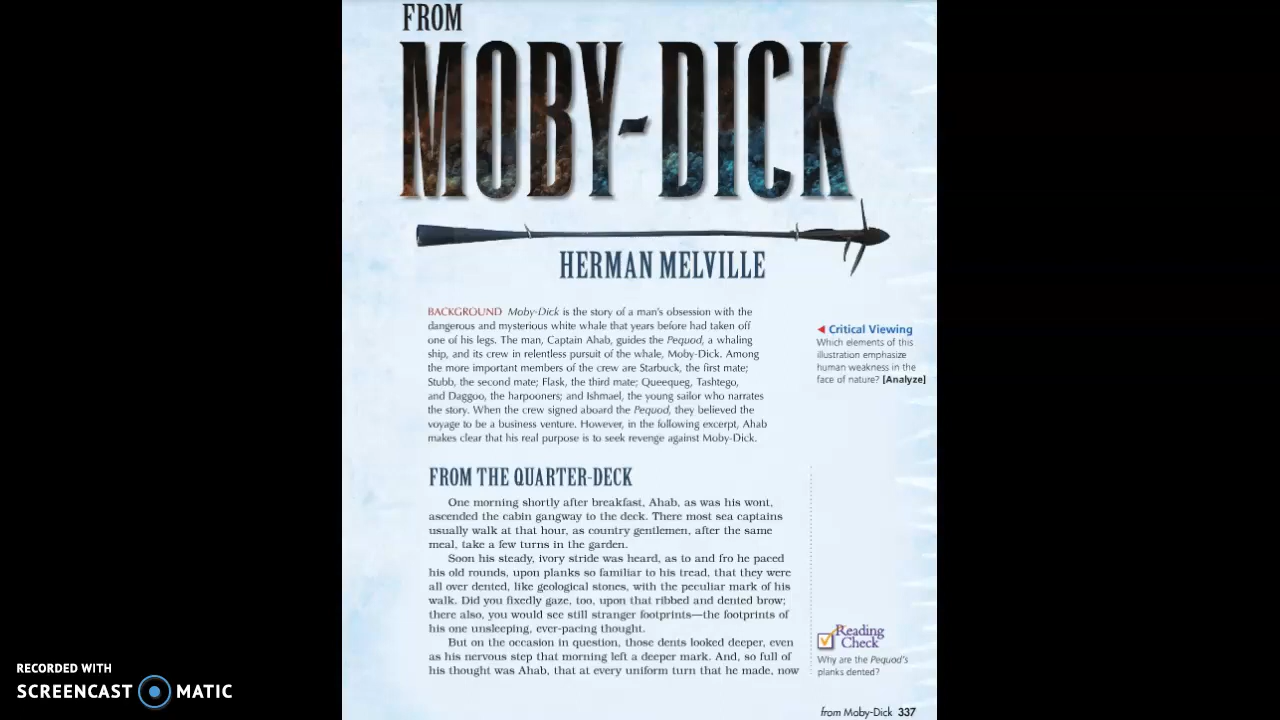 FROM
MOBY-DICK
HERMAN MELVILLE
BACKGROUND Moby-Dick is the story of a man's obsession with the
dangerous and mysterious white whale that years before had taken off
one of his legs. The man, Captain Ahab, guides the Pequod, a whaling
ship, and its crew in relentless pursuit of the whale, Moby-Dick. Among
the more important members of the crew are Starbuck, the first mate;
Stubb, the second mate; Flask, the third mate; Queequeg, Tashtego,
and Daggoo, the harpooners; and Ishmael, the young sailor who narrates
the story. When the crew signed aboard the Pequod, they believed the
voyage to be a business venture. However, in the following excerpt, Ahab
makes clear that his real purpose is to seek revenge against Moby-Dick.
◀ Critical Viewing
Which elements of this
illustration emphasize
human weakness in the
face of nature? [Analyze]
FROM THE QUARTER-DECK
One morning shortly after breakfast, Ahab, as was his wont,
ascended the cabin gangway to the deck. There most sea captains
usually walk at that hour, as country gentlemen, after the same
meal, take a few turns in the garden.
Soon his steady, ivory stride was heard, as to and fro he paced
his old rounds, upon planks so familiar to his tread, that they were
all over dented, like geological stones, with the peculiar mark of his
walk. Did you fixedly gaze, too, upon that ribbed and dented brow;
there also, you would see still stranger footprints—the footprints of
his one unsleeping, ever-pacing thought.
But on the occasion in question, those dents looked deeper, even
as his nervous step that morning left a deeper mark. And, so full of
his thought was Ahab, that at every uniform turn that he made, now
Reading
Check
Why are the Pequod's
planks dented?
from Moby-Dick 337
RECORDED WITH
SCREENCAST MATIC